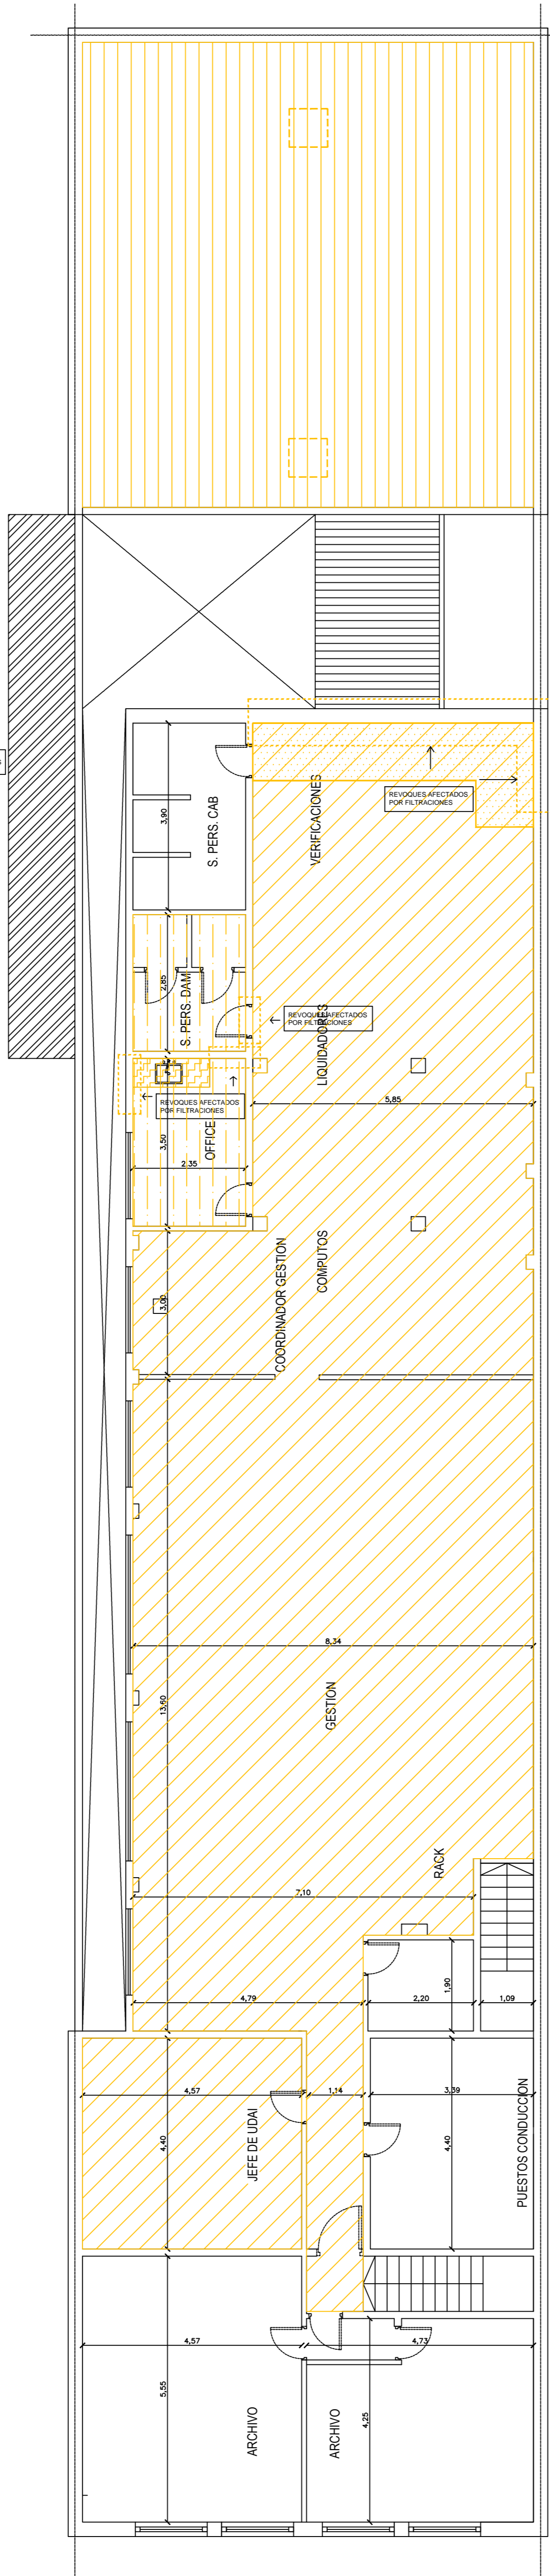 3,90
S. PERS. CAB
VERIFICACIONES
REVOQUES AFECTADOS
POR FILTRACIONES
2,85
S. PERS. DAM
LIQUIDADORES
REVOQUES AFECTADOS
POR FILTRACIONES
REVOQUES AFECTADOS
POR FILTRACIONES
5,85
3,50
OFFICE
2,35
3,00
COORDINADOR GESTION
COMPUTOS
8,34
13,60
GESTION
RACK
7,10
4,79
1,90
2,20
1,09
4,57
1,14
3,39
4,40
JEFE DE UDAI
4,40
PUESTOS CONDUCCION
4,57
4,73
5,55
ARCHIVO
ARCHIVO
4,25